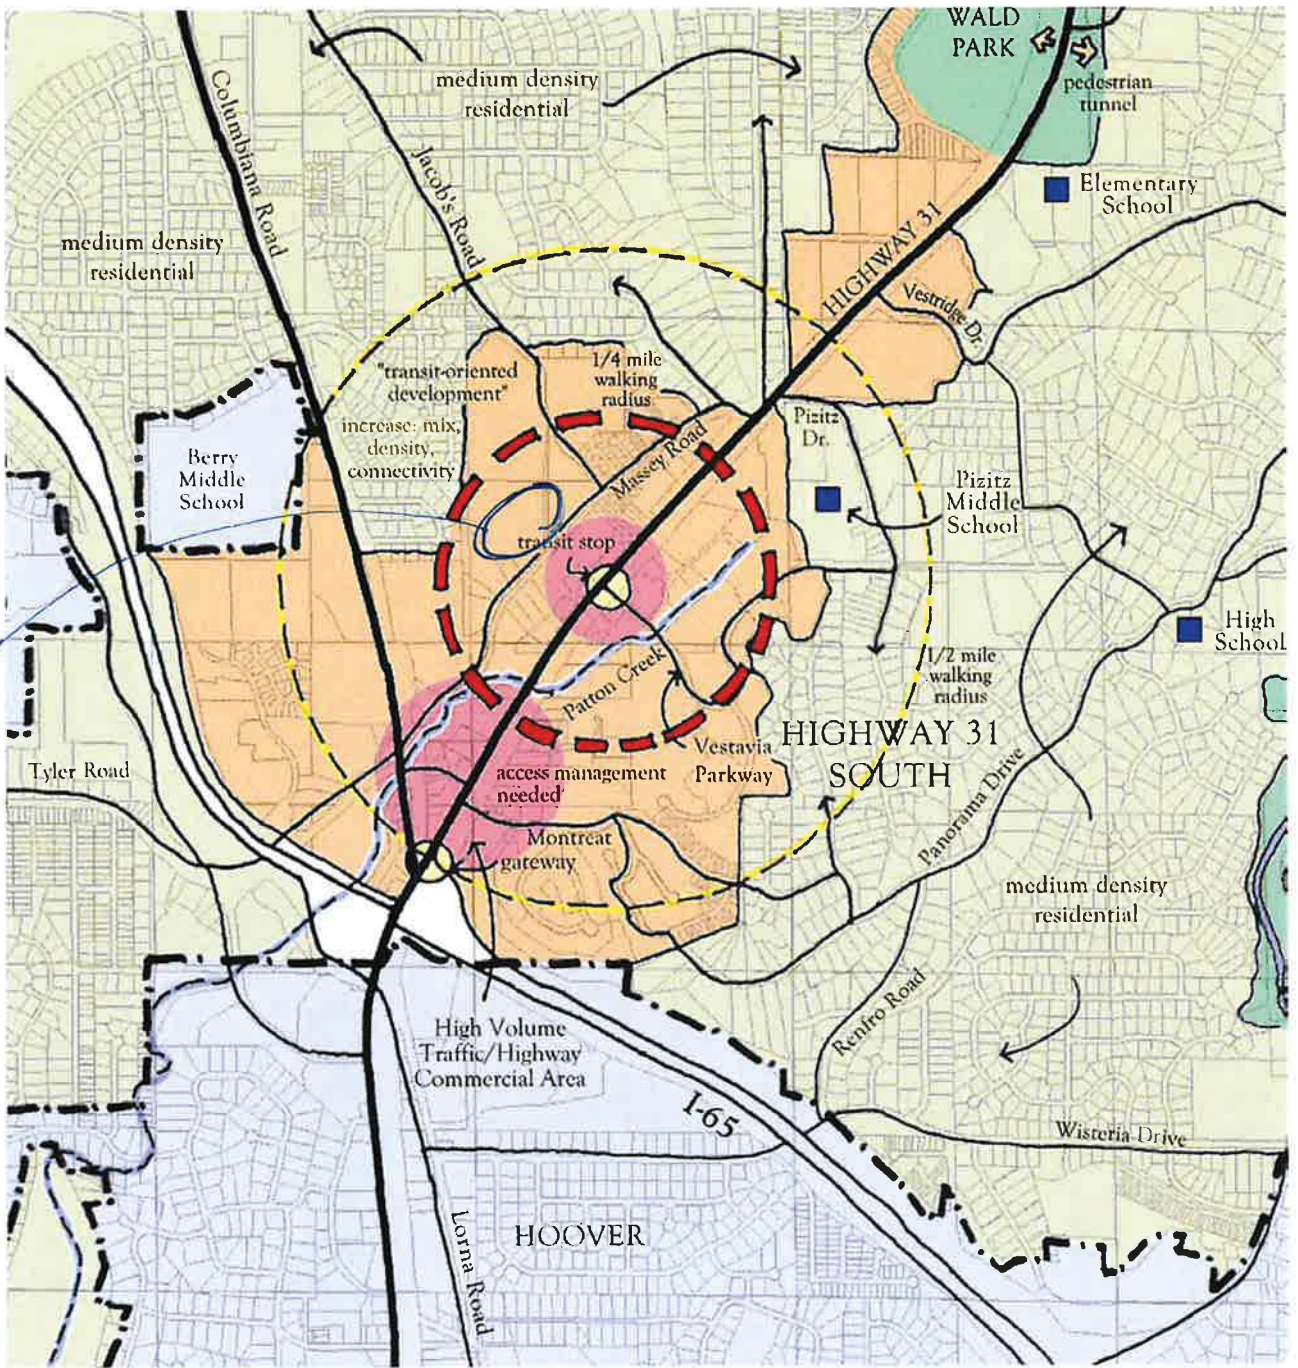 WALD
PARK
pedestrian
tunnel
medium density
residential
Columbiana Road
Jacob's Road
Elementary
School
medium density
residential
HIGHWAY 31
Vestridge Dr.
"transit-oriented
development"
1/4 mile
walking
radius
increase: mix,
density,
connectivity
Pizitz
Dr.
Massey Road
Berry
Middle
School
Pizitz
Middle
School
transit stop
High
School
1/2 mile
walking
radius
Patton Creek
HIGHWAY 31
SOUTH
Vestavia
Parkway
Tyler Road
access management
needed
Panorama Drive
Montreat
gateway
medium density
residential
Renfro Road
High Volume
Traffic/Highway
Commercial Area
I-65
Wisteria Drive
HOOVER
Lorna Road